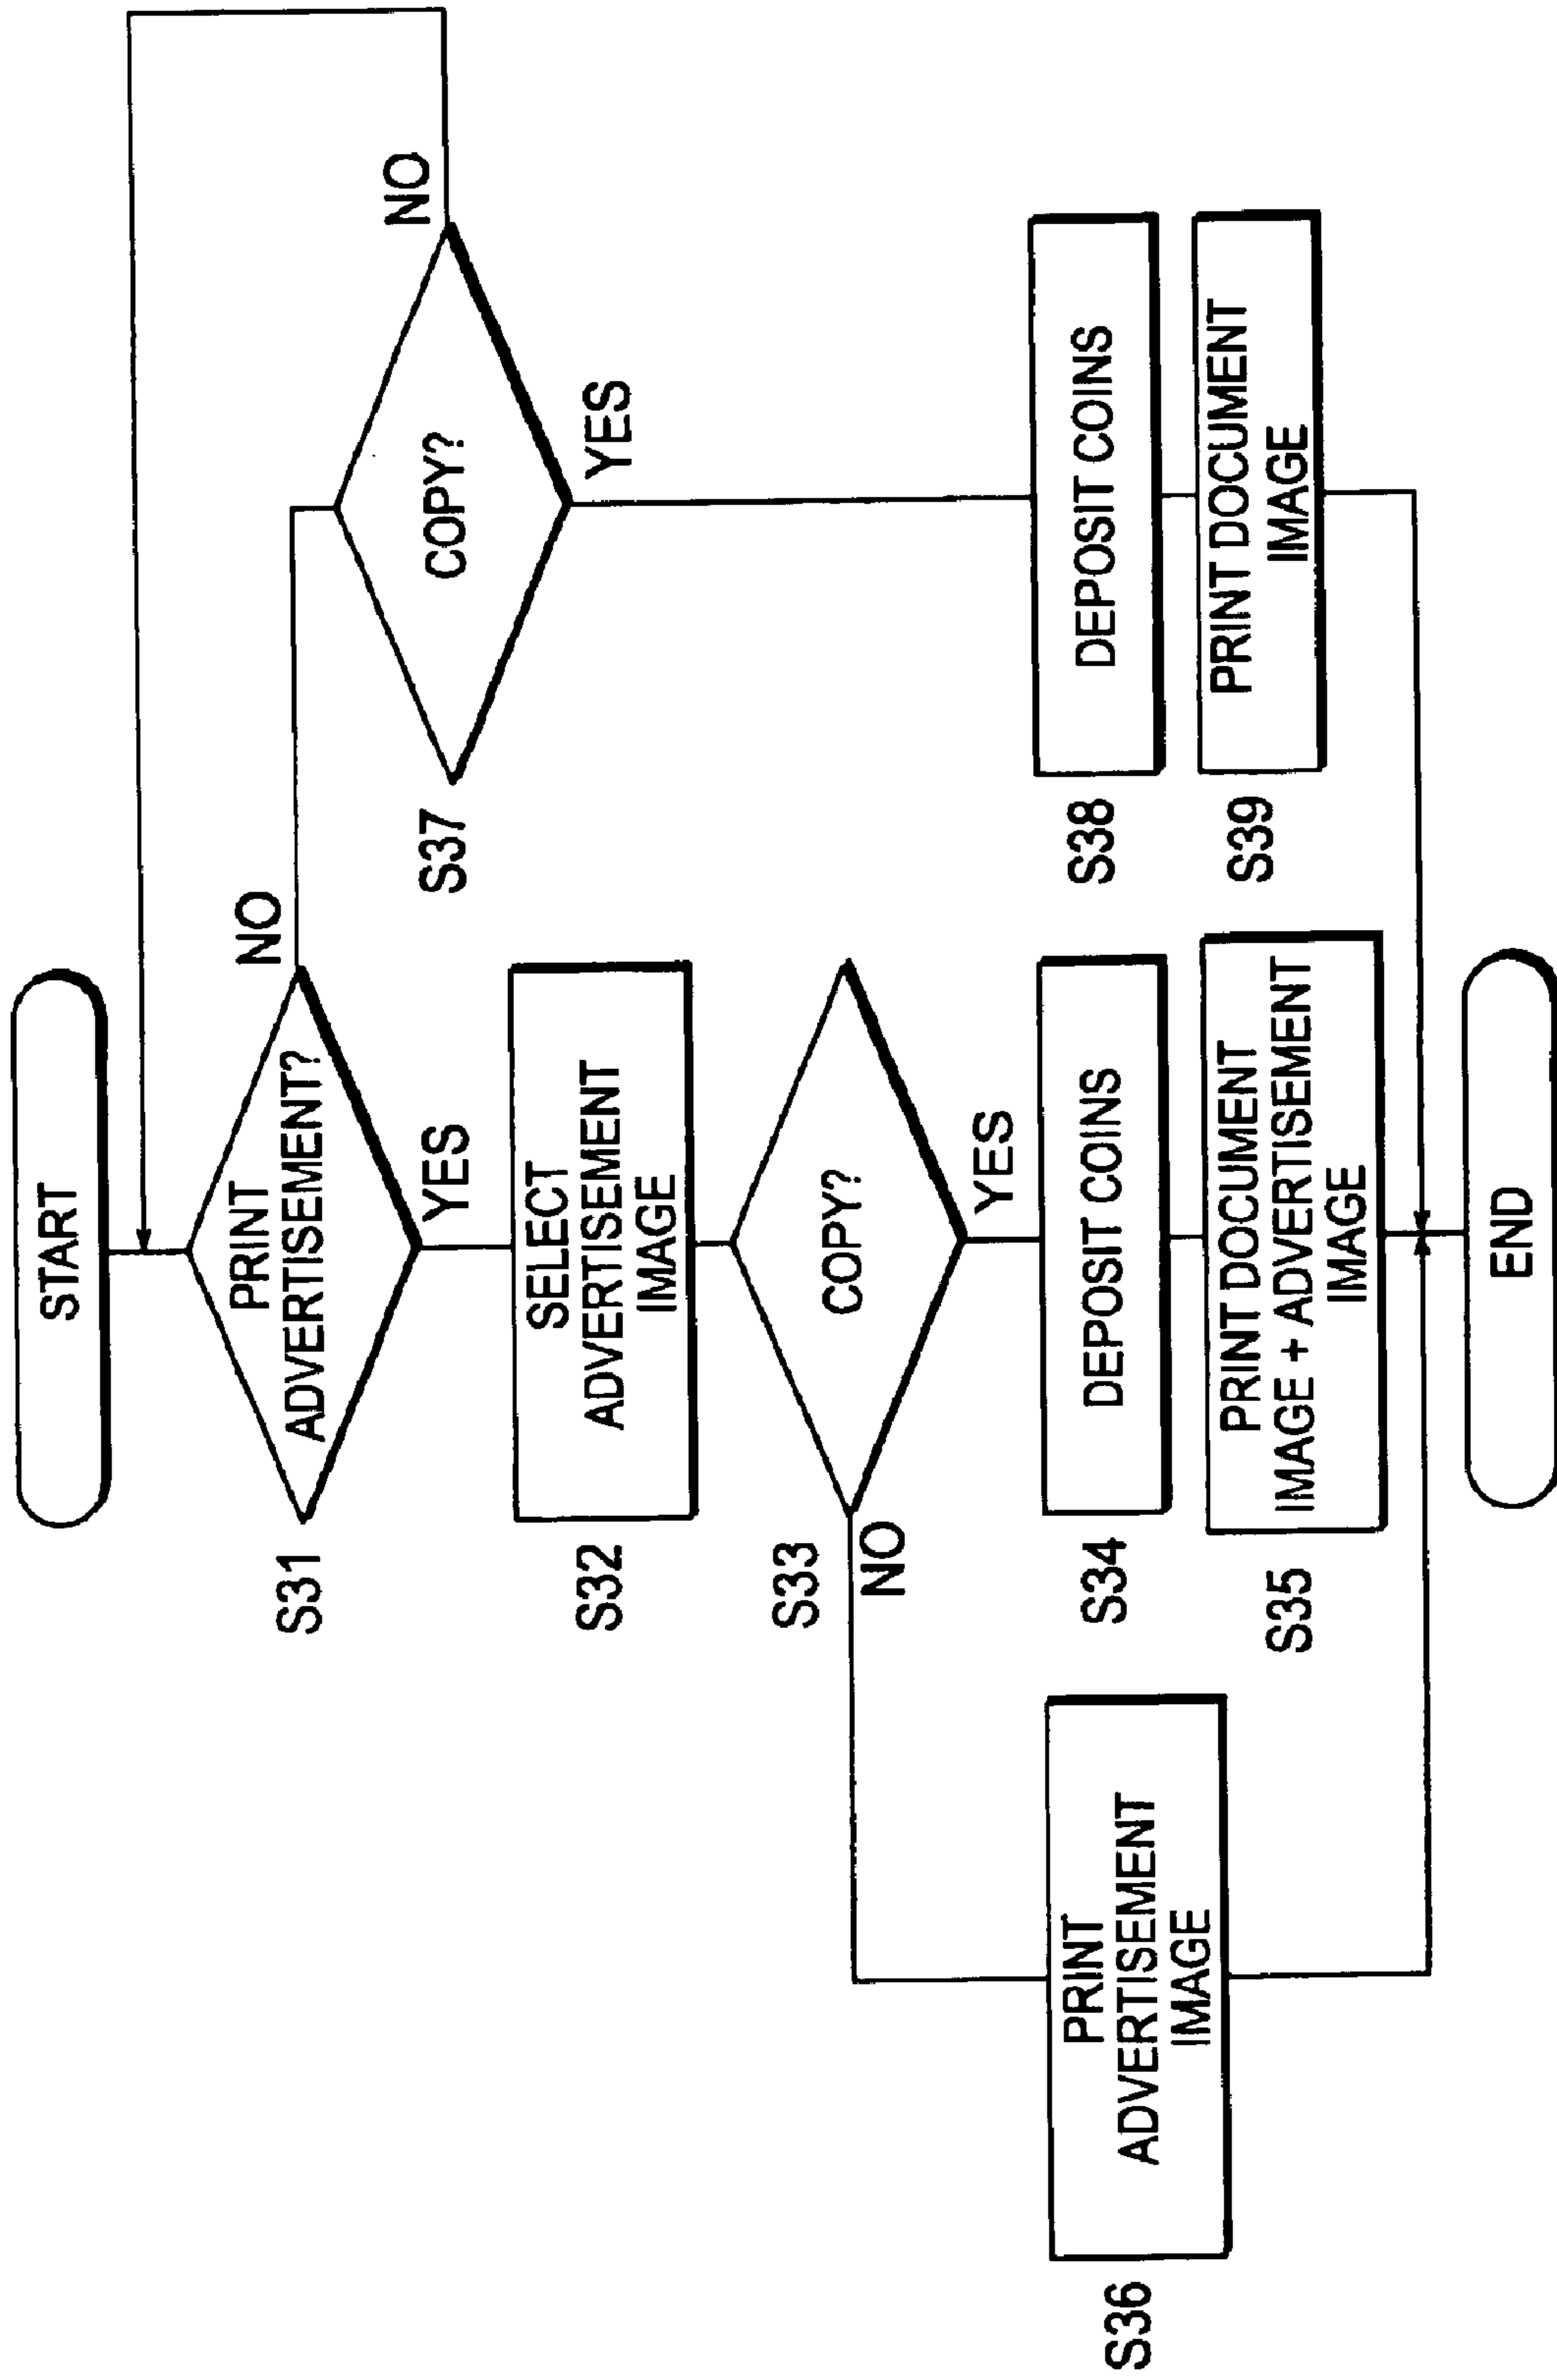 START
S31
PRINT
ADVERTISEMENT?
NO
YES
S32
SELECT
ADVERTISEMENT
IMAGE
S33
COPY?
NO
YES
S34
DEPOSIT COINS
S35
PRINT DOCUMENT
IMAGE + ADVERTISEMENT
IMAGE
S36
PRINT
ADVERTISEMENT
IMAGE
S37
COPY?
NO
YES
S38
DEPOSIT COINS
S39
PRINT DOCUMENT
IMAGE
END